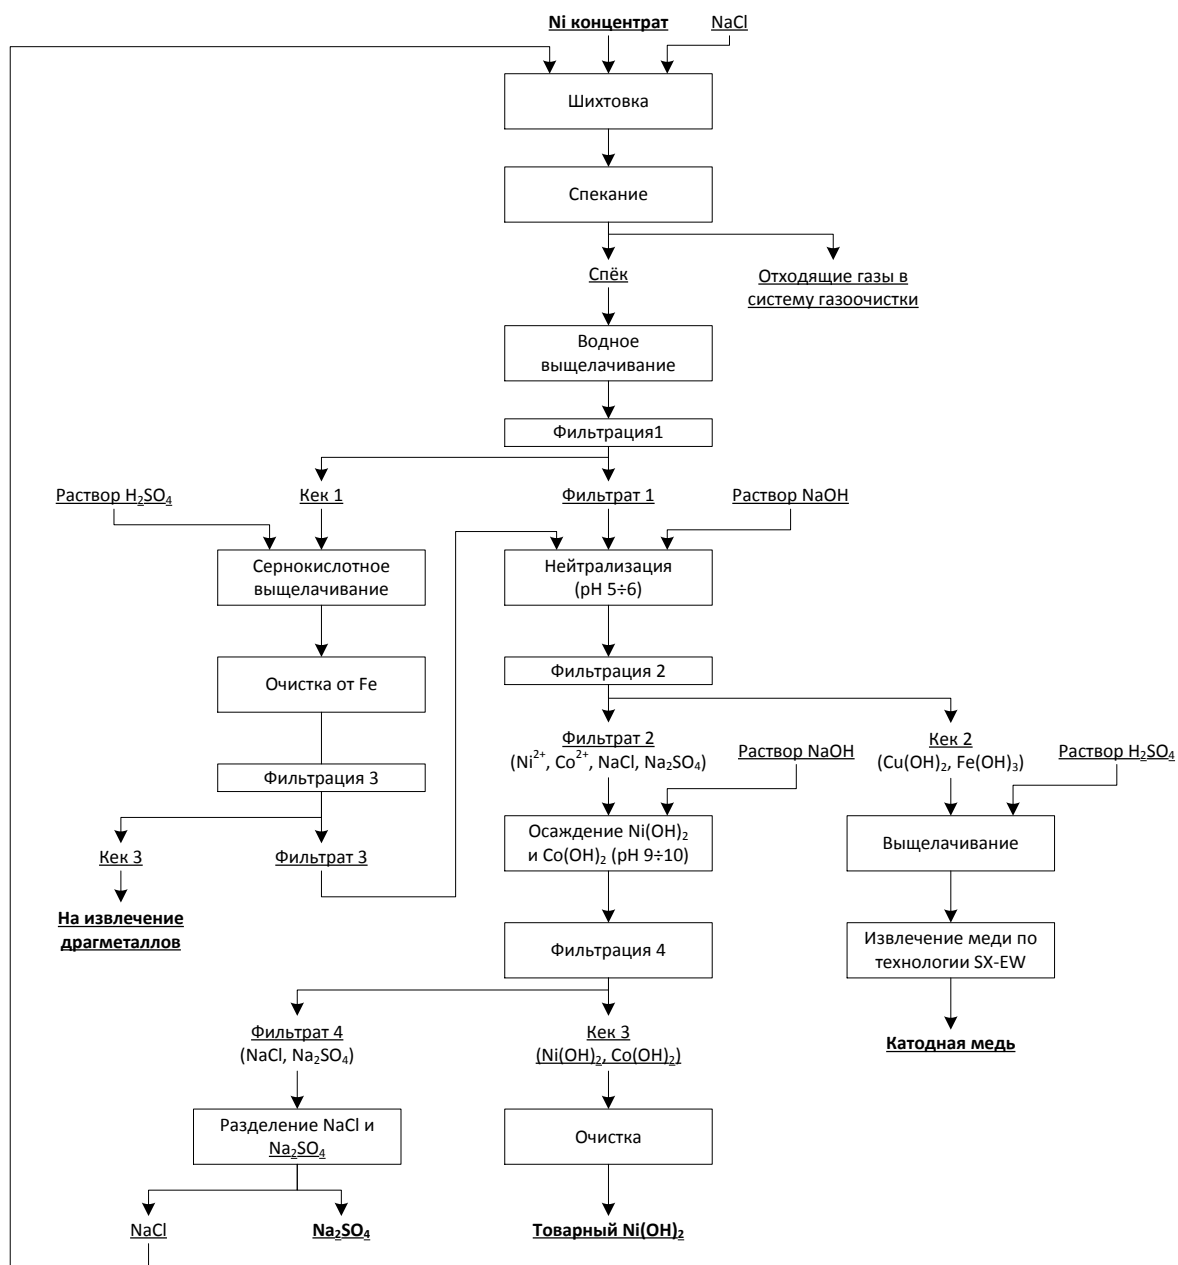 Ni концентрат
NaCl
Шихтовка
Спекание
Спёк
Отходящие газы в
систему газоочистки
Водное
выщелачивание
Фильтрация1
Раствор H₂SO₄
Кек 1
Фильтрат 1
Раствор NaOH
Сернокислотное
выщелачивание
Нейтрализация
(pH 5÷6)
Очистка от Fe
Фильтрация 2
Фильтрат 2
(Ni²⁺, Co²⁺, NaCl, Na₂SO₄)
Раствор NaOH
Кек 2
(Cu(OH)₂, Fe(OH)₃)
Раствор H₂SO₄
Фильтрация 3
Осаждение Ni(OH)₂
и Co(OH)₂ (pH 9÷10)
Выщелачивание
Кек 3
Фильтрат 3
На извлечение
драгметаллов
Фильтрация 4
Извлечение меди по
технологии SX-EW
Фильтрат 4
(NaCl, Na₂SO₄)
Кек 3
(Ni(OH)₂, Co(OH)₂)
Катодная медь
Разделение NaCl и
Na₂SO₄
Очистка
NaCl
Na₂SO₄
Товарный Ni(OH)₂